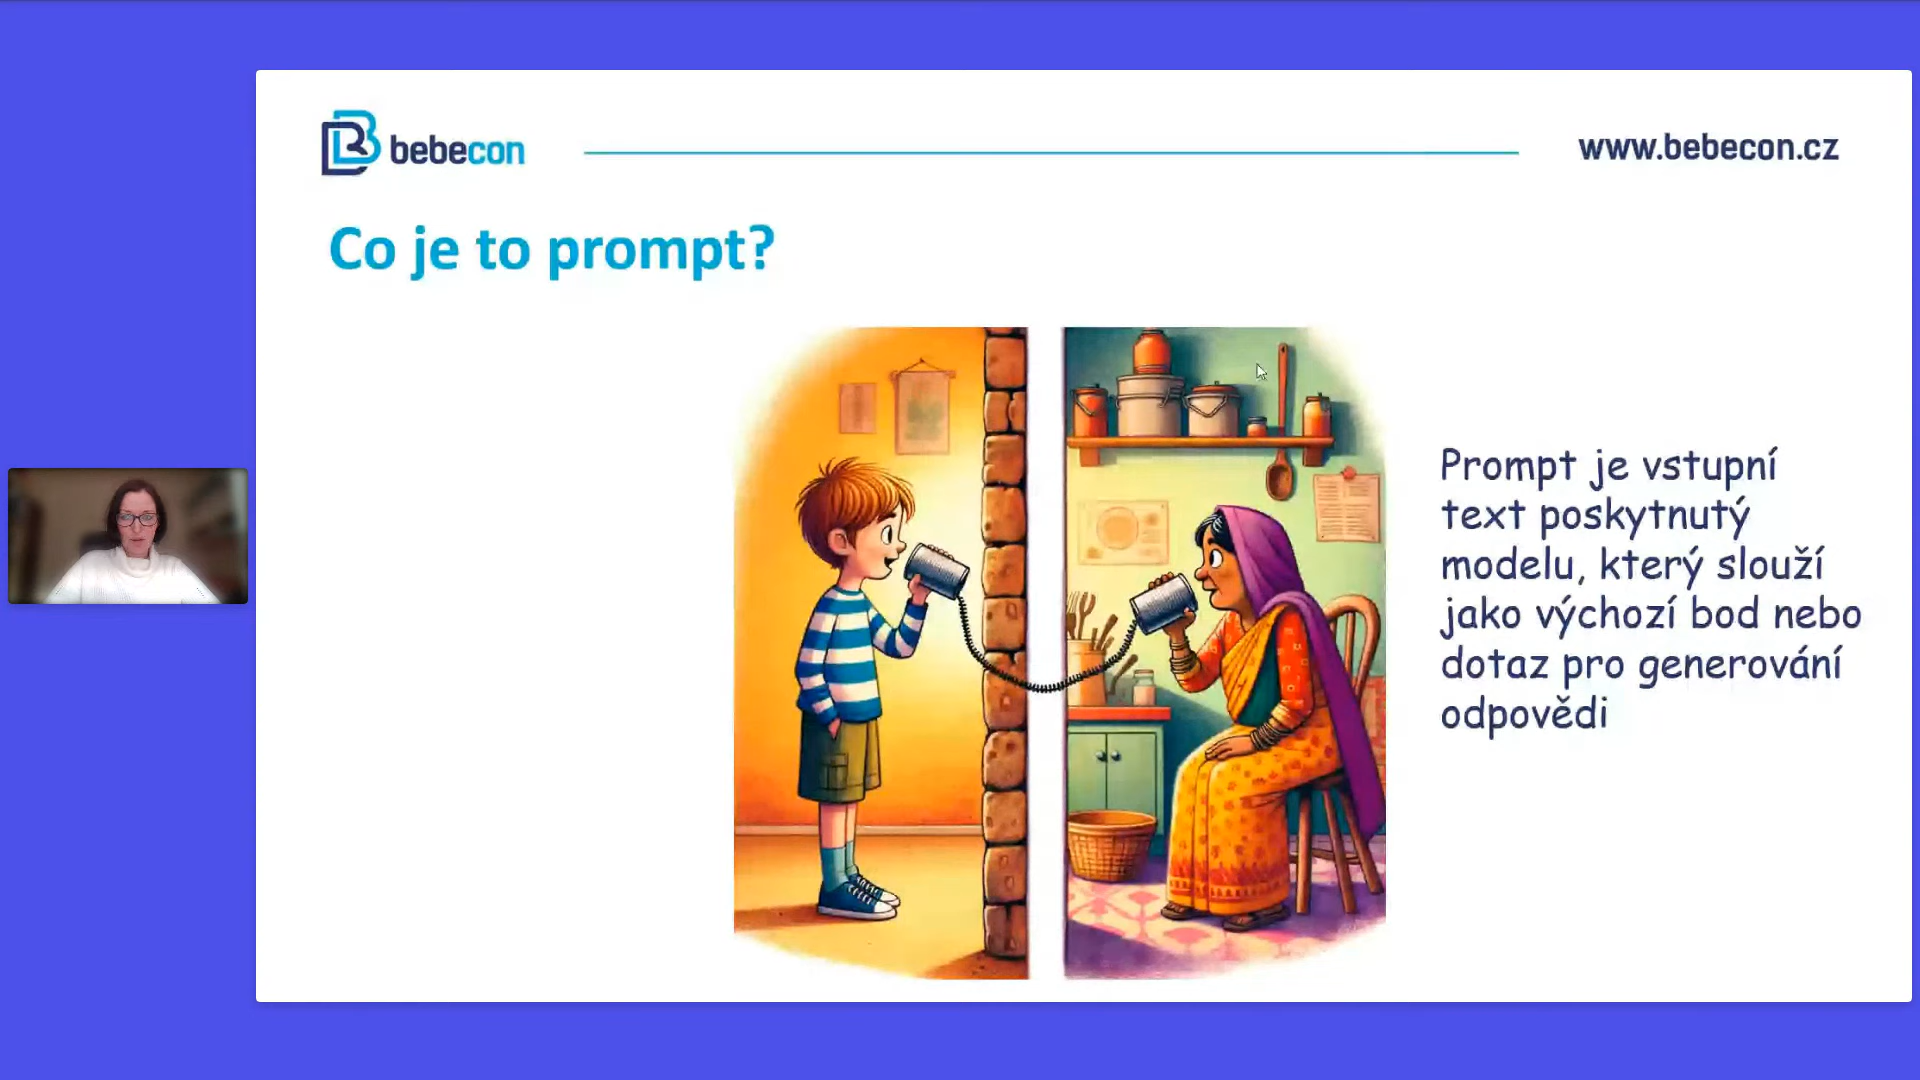 bebecon
www.bebecon.cz
Co je to prompt?
Prompt je vstupní
text poskytnutý
modelu, který slouží
jako výchozí bod nebo
dotaz pro generování
odpovědi